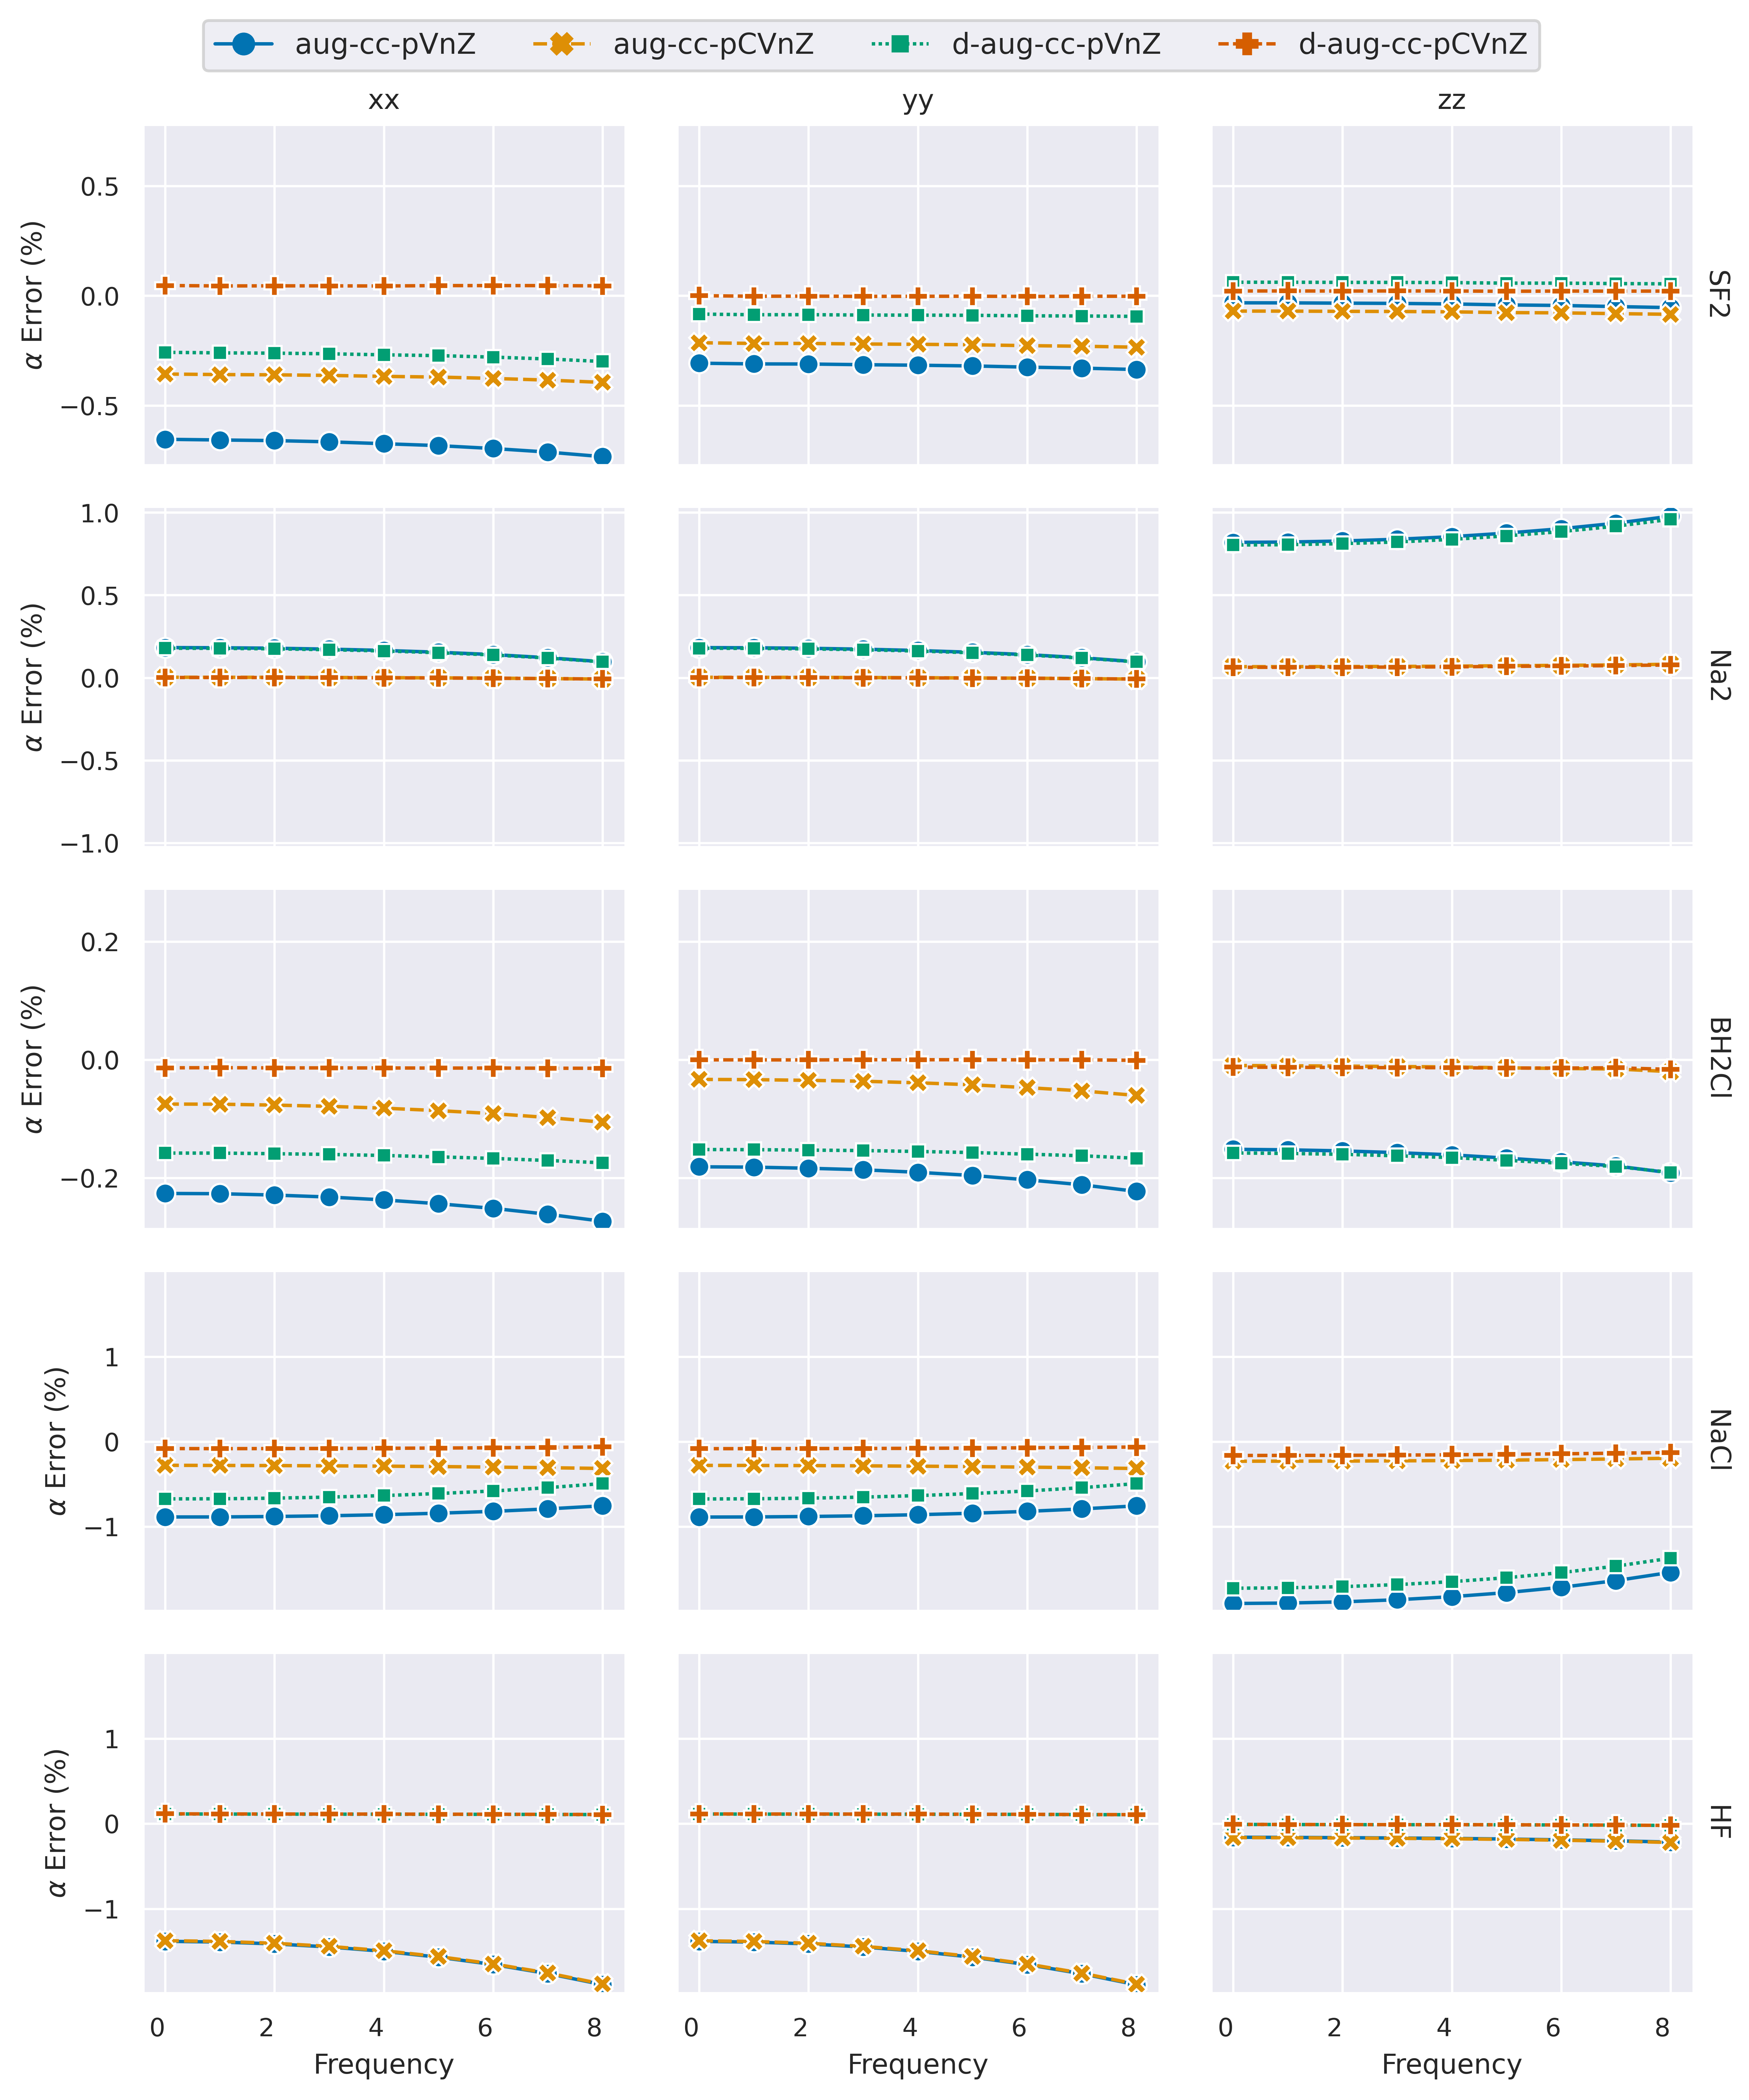 aug-cc-pVnZ aug-cc-pCVnZ d-aug-cc-pVnZ d-aug-cc-pCVnZ
xx yy zz
α Error (%)
0.5
0.0
−0.5
SF2
α Error (%)
1.0
0.5
0.0
−0.5
−1.0
Na2
α Error (%)
0.2
0.0
−0.2
BH2Cl
α Error (%)
1
0
−1
NaCl
α Error (%)
1
0
−1
HF
0 2 4 6 8 0 2 4 6 8 0 2 4 6 8
Frequency Frequency Frequency